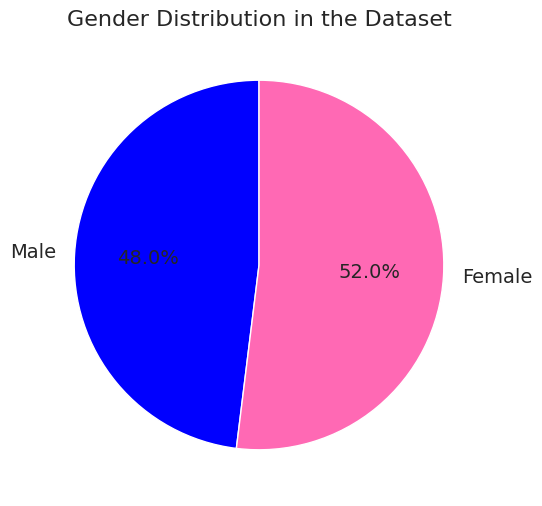 Gender Distribution in the Dataset
Male
48.0%
52.0%
Female